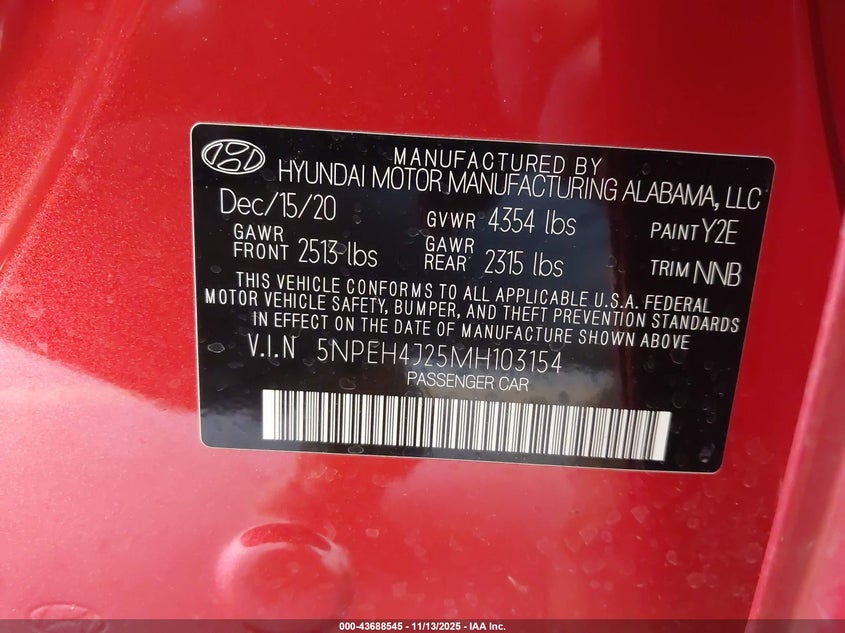 MANUFACTURED BY
HYUNDAI MOTOR MANUFACTURING ALABAMA, LLC
Dec/15/20 GVWR 4354 lbs PAINT Y2E
GAWR FRONT 2513 lbs GAWR REAR 2315 lbs TRIM NNB
THIS VEHICLE CONFORMS TO ALL APPLICABLE U.S.A. FEDERAL
MOTOR VEHICLE SAFETY, BUMPER, AND THEFT PREVENTION STANDARDS
IN EFFECT ON THE DATE OF MANUFACTURE SHOWN ABOVE
V.I.N 5NPEH4J25MH103154
PASSENGER CAR
000-43688545 - 11/13/2025 - IAA Inc.